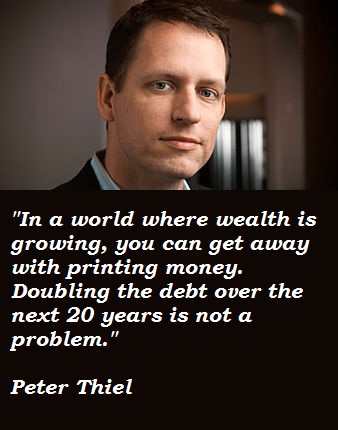 "In a world where wealth is
growing, you can get away
with printing money.
Doubling the debt over the
next 20 years is not a
problem."
Peter Thiel